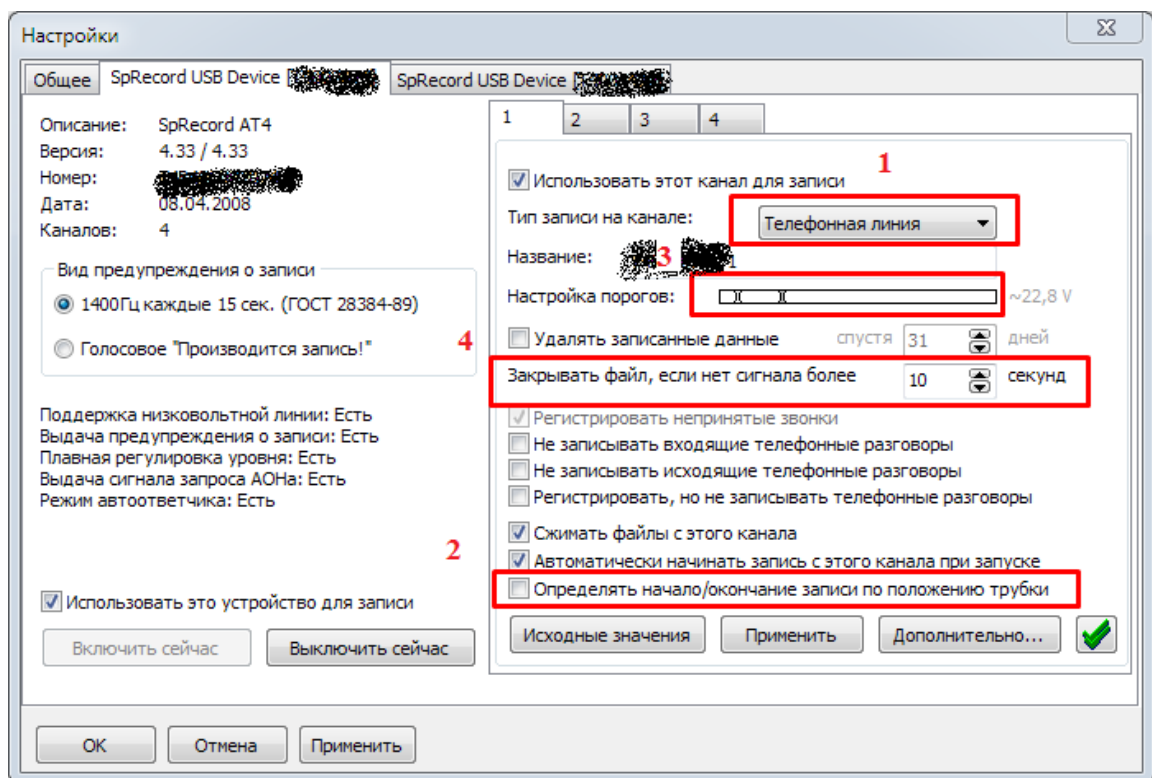 Настройки
Общее
SpRecord USB Device [
SpRecord USB Device [
Описание: SpRecord AT4
Версия: 4.33 / 4.33
Номер:
Дата: 08.04.2008
Каналов: 4
Вид предупреждения о записи
1400Гц каждые 15 сек. (ГОСТ 28384-89)
Голосовое "Производится запись!"
4
Поддержка низковольтной линии: Есть
Выдача предупреждения о записи: Есть
Плавная регулировка уровня: Есть
Выдача сигнала запроса АОНа: Есть
Режим автоответчика: Есть
2
Использовать это устройство для записи
Включить сейчас
Выключить сейчас
1 2 3 4
1
Использовать этот канал для записи
Тип записи на канале: Телефонная линия
Название: 3 1
Настройка порогов: ~22,8 V
Удалять записанные данные спустя 31 дней
Закрывать файл, если нет сигнала более 10 секунд
Регистрировать непринятые звонки
Не записывать входящие телефонные разговоры
Не записывать исходящие телефонные разговоры
Регистрировать, но не записывать телефонные разговоры
Сжимать файлы с этого канала
Автоматически начинать запись с этого канала при запуске
Определять начало/окончание записи по положению трубки
Исходные значения
Применить
Дополнительно...
OK
Отмена
Применить